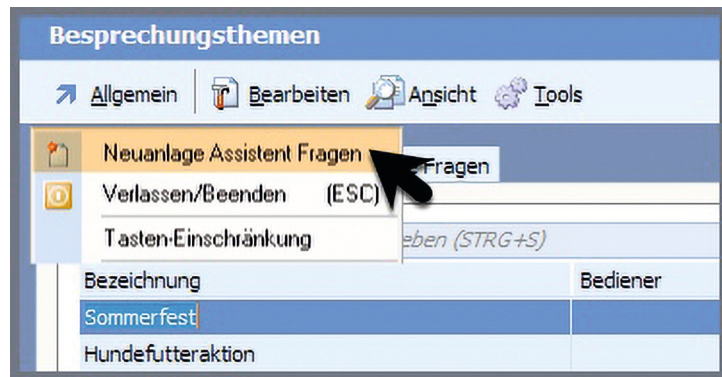 Besprechungsthemen
Allgemein Bearbeiten Ansicht Tools
Neuanlage Assistent Fragen
Fragen
Verlassen/Beenden (ESC)
Tasten-Einschränkung
eben (STRG+S)
Bezeichnung Bediener
Sommerfest
Hundefutteraktion